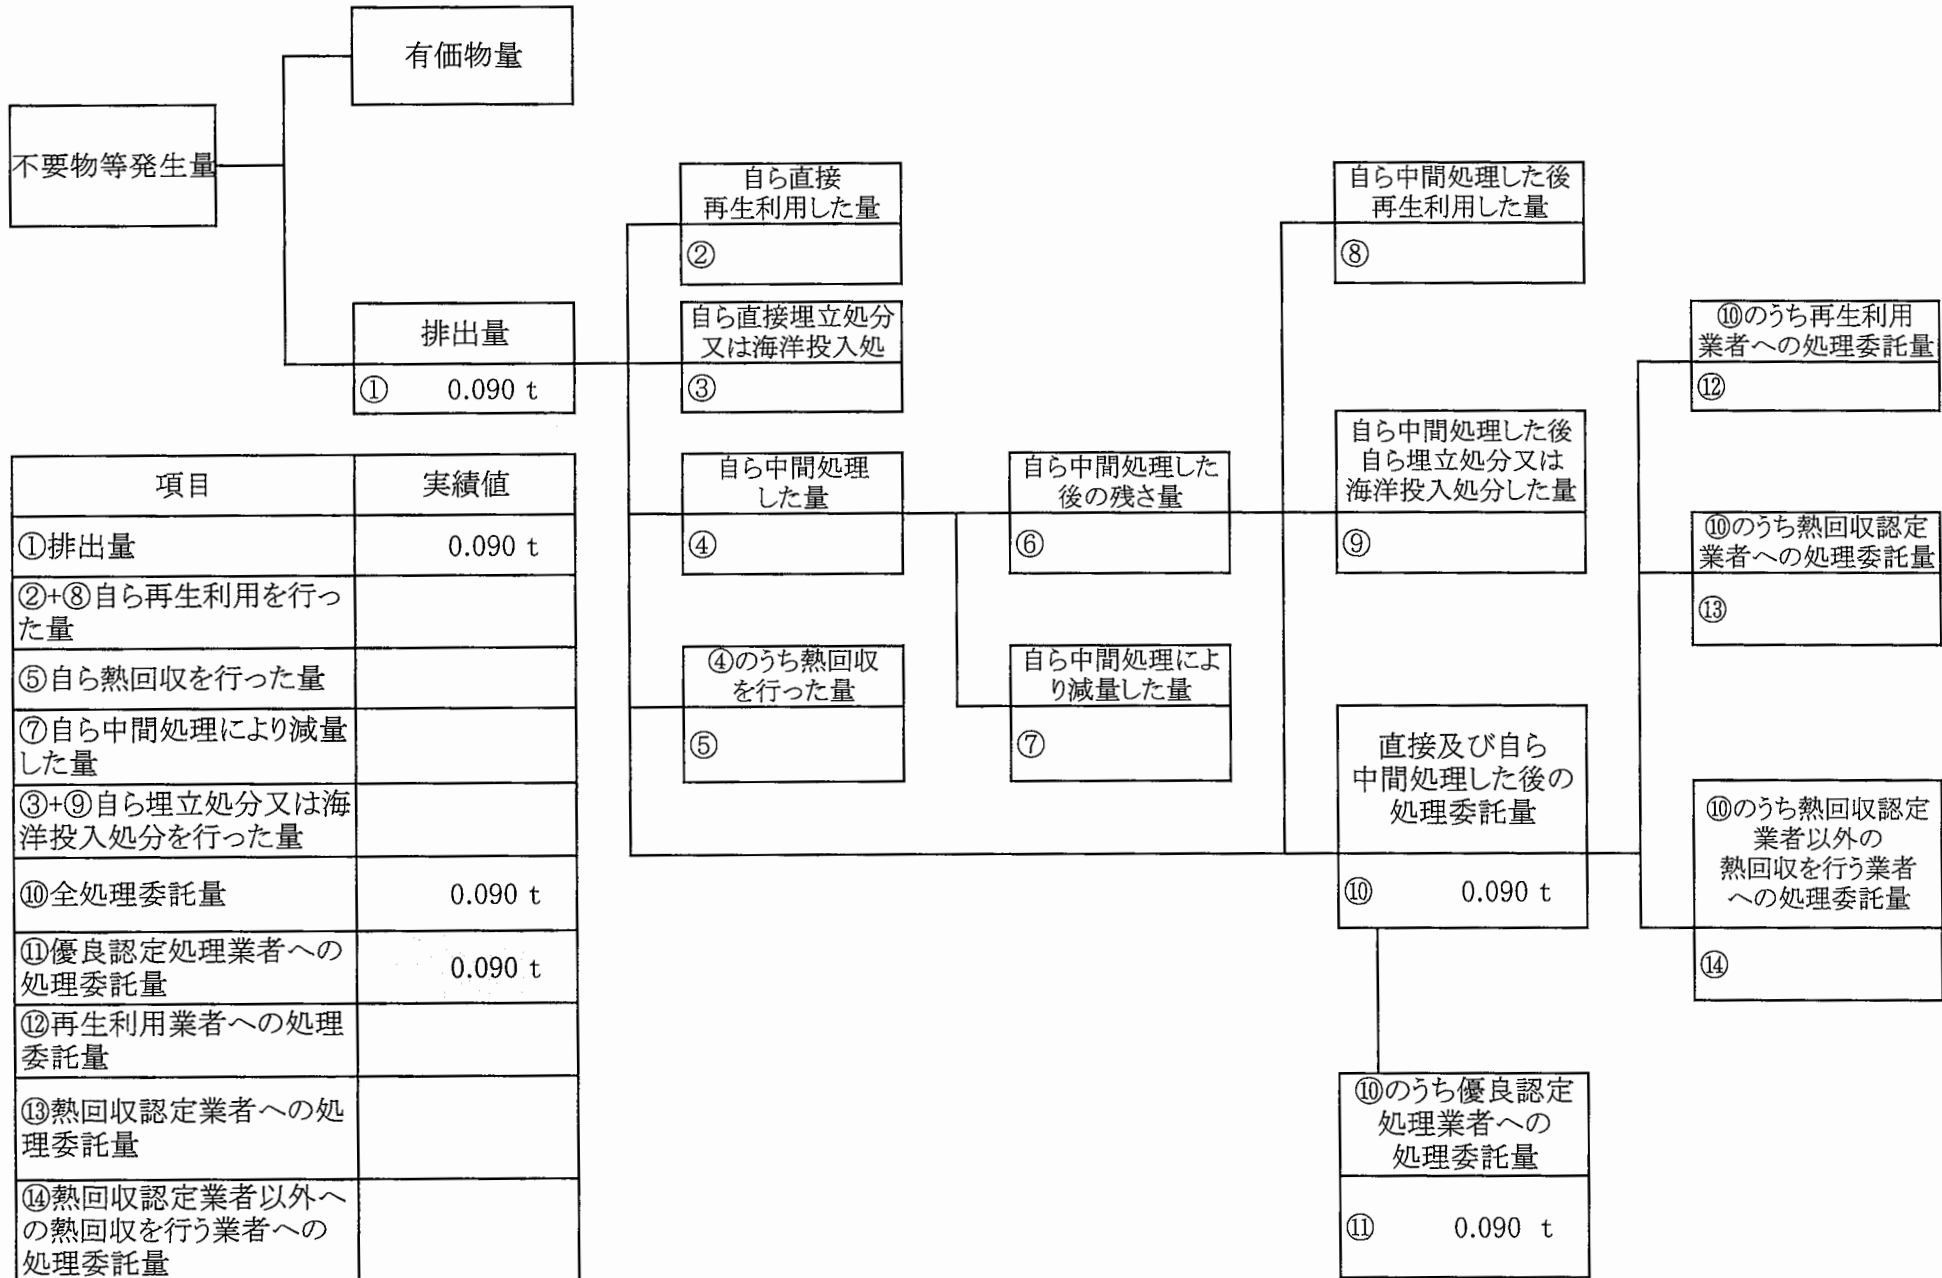 有価物量
不要物等発生量
排出量
① 0.090 t
自ら直接
再生利用した量
②
自ら直接埋立処分
又は海洋投入処
③
自ら中間処理
した量
④
④のうち熱回収
を行った量
⑤
自ら中間処理した
後の残さ量
⑥
自ら中間処理によ
り減量した量
⑦
自ら中間処理した後
再生利用した量
⑧
自ら中間処理した後
自ら埋立処分又は
海洋投入処分した量
⑨
直接及び自ら
中間処理した後の
処理委託量
⑩ 0.090 t
⑩のうち優良認定
処理業者への
処理委託量
⑪ 0.090 t
⑩のうち再生利用
業者への処理委託量
⑫
⑩のうち熱回収認定
業者への処理委託量
⑬
⑩のうち熱回収認定
業者以外の
熱回収を行う業者
への処理委託量
⑭
項目 実績値
①排出量 0.090 t
②+⑧自ら再生利用を行っ
た量
⑤自ら熱回収を行った量
⑦自ら中間処理により減量
した量
③+⑨自ら埋立処分又は海
洋投入処分を行った量
⑩全処理委託量 0.090 t
⑪優良認定処理業者への
処理委託量 0.090 t
⑫再生利用業者への処理
委託量
⑬熱回収認定業者への処
理委託量
⑭熱回収認定業者以外へ
の熱回収を行う業者への
処理委託量